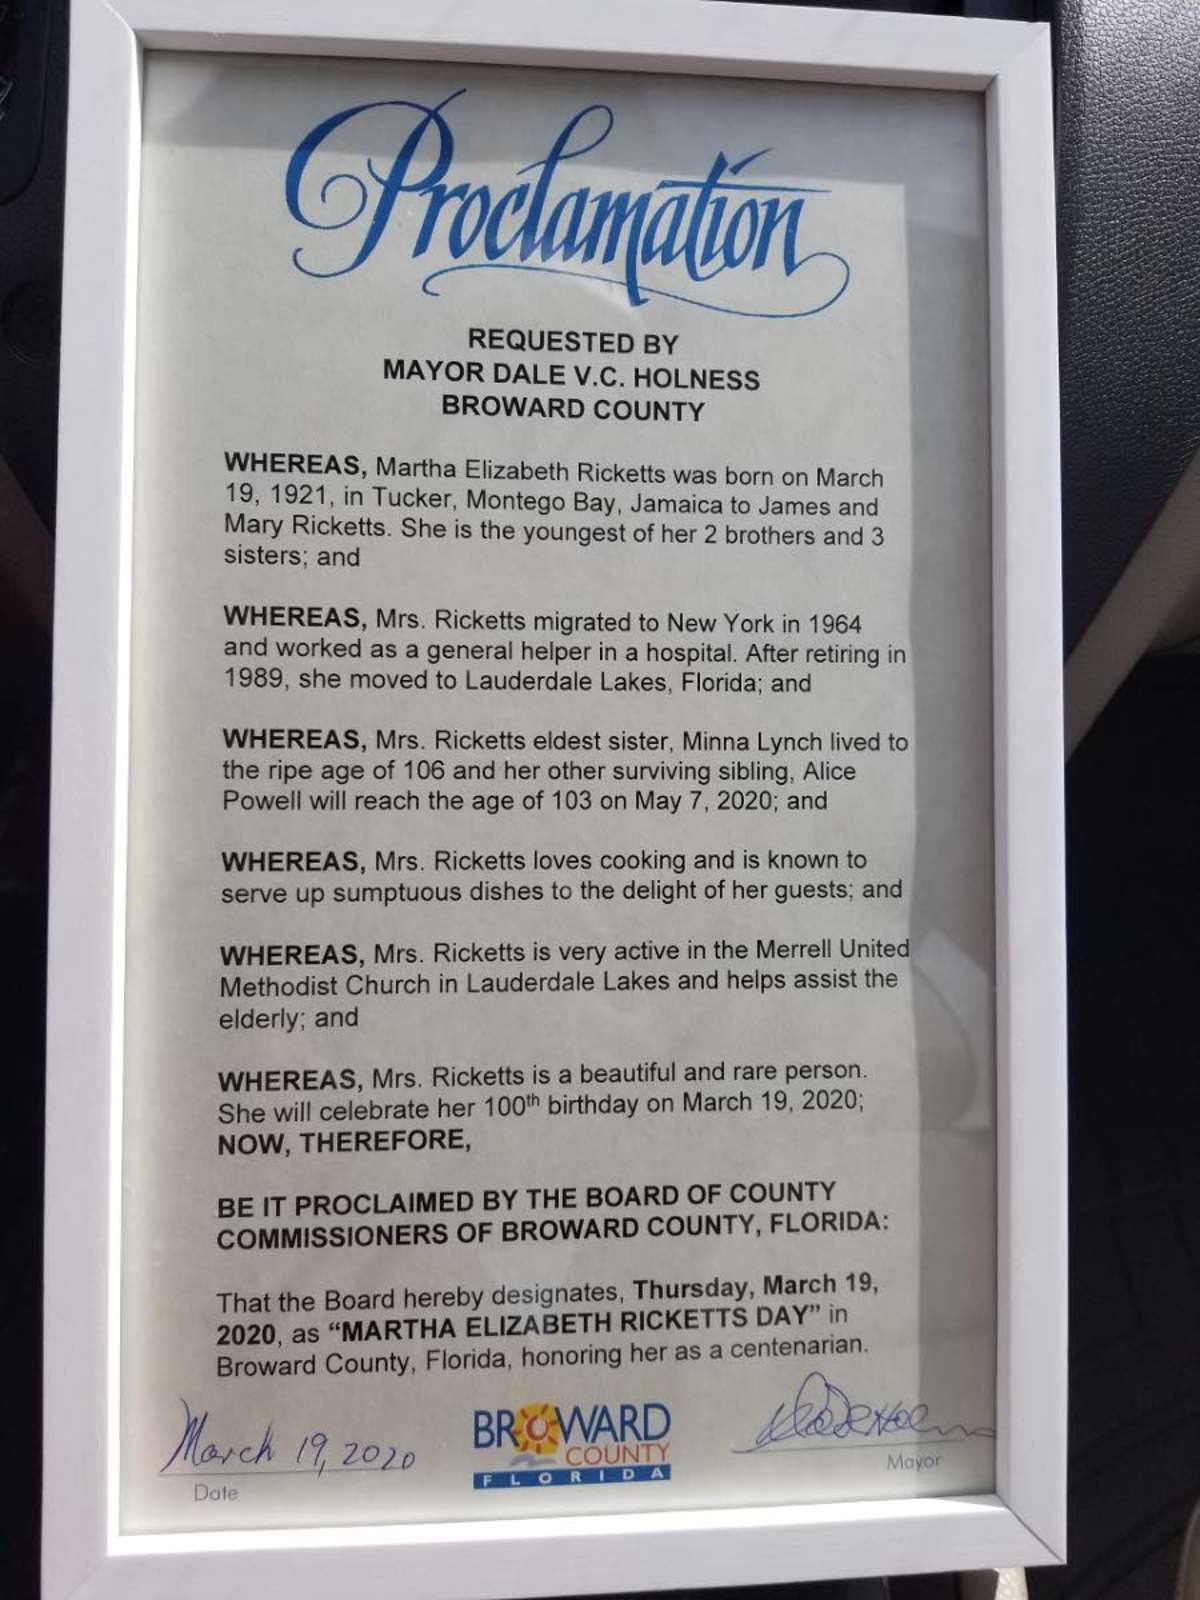 Proclamation
REQUESTED BY
MAYOR DALE V.C. HOLNESS
BROWARD COUNTY
WHEREAS, Martha Elizabeth Ricketts was born on March
19, 1921, in Tucker, Montego Bay, Jamaica to James and
Mary Ricketts. She is the youngest of her 2 brothers and 3
sisters; and
WHEREAS, Mrs. Ricketts migrated to New York in 1964
and worked as a general helper in a hospital. After retiring in
1989, she moved to Lauderdale Lakes, Florida; and
WHEREAS, Mrs. Ricketts eldest sister, Minna Lynch lived to
the ripe age of 106 and her other surviving sibling, Alice
Powell will reach the age of 103 on May 7, 2020; and
WHEREAS, Mrs. Ricketts loves cooking and is known to
serve up sumptuous dishes to the delight of her guests; and
WHEREAS, Mrs. Ricketts is very active in the Merrell United
Methodist Church in Lauderdale Lakes and helps assist the
elderly; and
WHEREAS, Mrs. Ricketts is a beautiful and rare person.
She will celebrate her 100th birthday on March 19, 2020;
NOW, THEREFORE,
BE IT PROCLAIMED BY THE BOARD OF COUNTY
COMMISSIONERS OF BROWARD COUNTY, FLORIDA:
That the Board hereby designates, Thursday, March 19,
2020, as “MARTHA ELIZABETH RICKETTS DAY” in
Broward County, Florida, honoring her as a centenarian.
March 19, 2020
Date
BROWARD
COUNTY
FLORIDA
Mayor